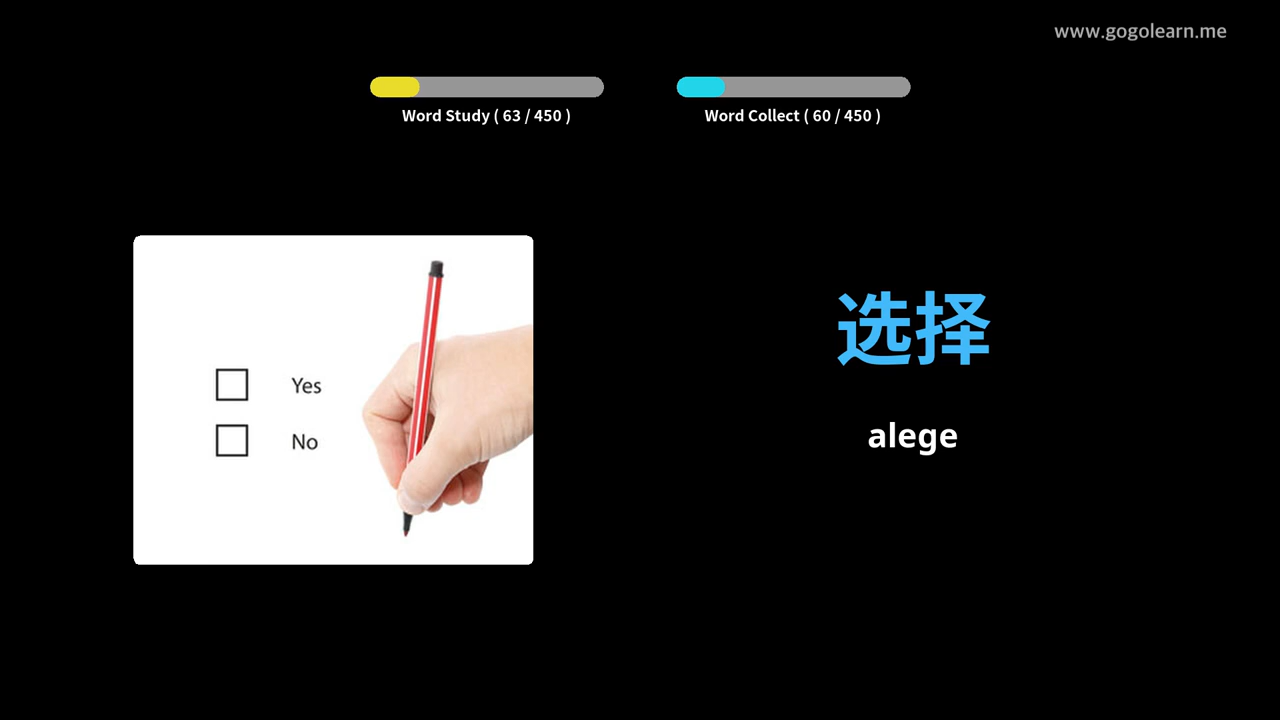 www.gogolearn.me
Word Study ( 63 / 450 )
Word Collect ( 60 / 450 )
Yes
No
选择
alege